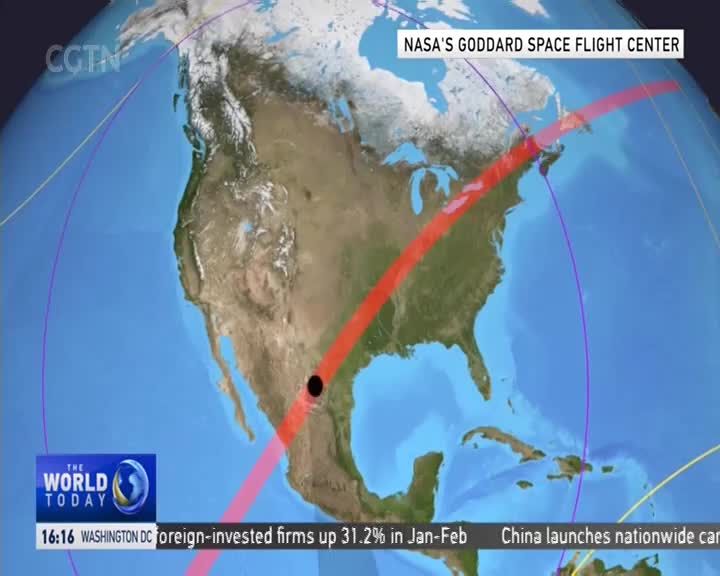 CGTN
NASA'S GODDARD SPACE FLIGHT CENTER
THE
WORLD
TODAY
16:16 WASHINGTON DC foreign-invested firms up 31.2% in Jan-Feb China launches nationwide